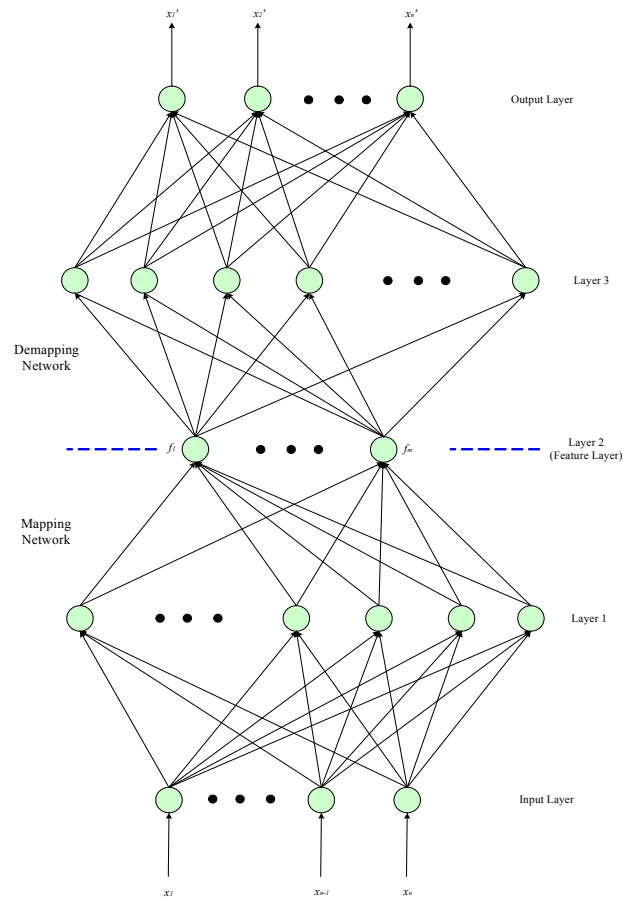 x₁' x₂' xₙ'
Output Layer
Layer 3
Demapping
Network
f₁ fₘ
Layer 2
(Feature Layer)
Mapping
Network
Layer 1
Input Layer
x₁ xₙ₋₁ xₙ